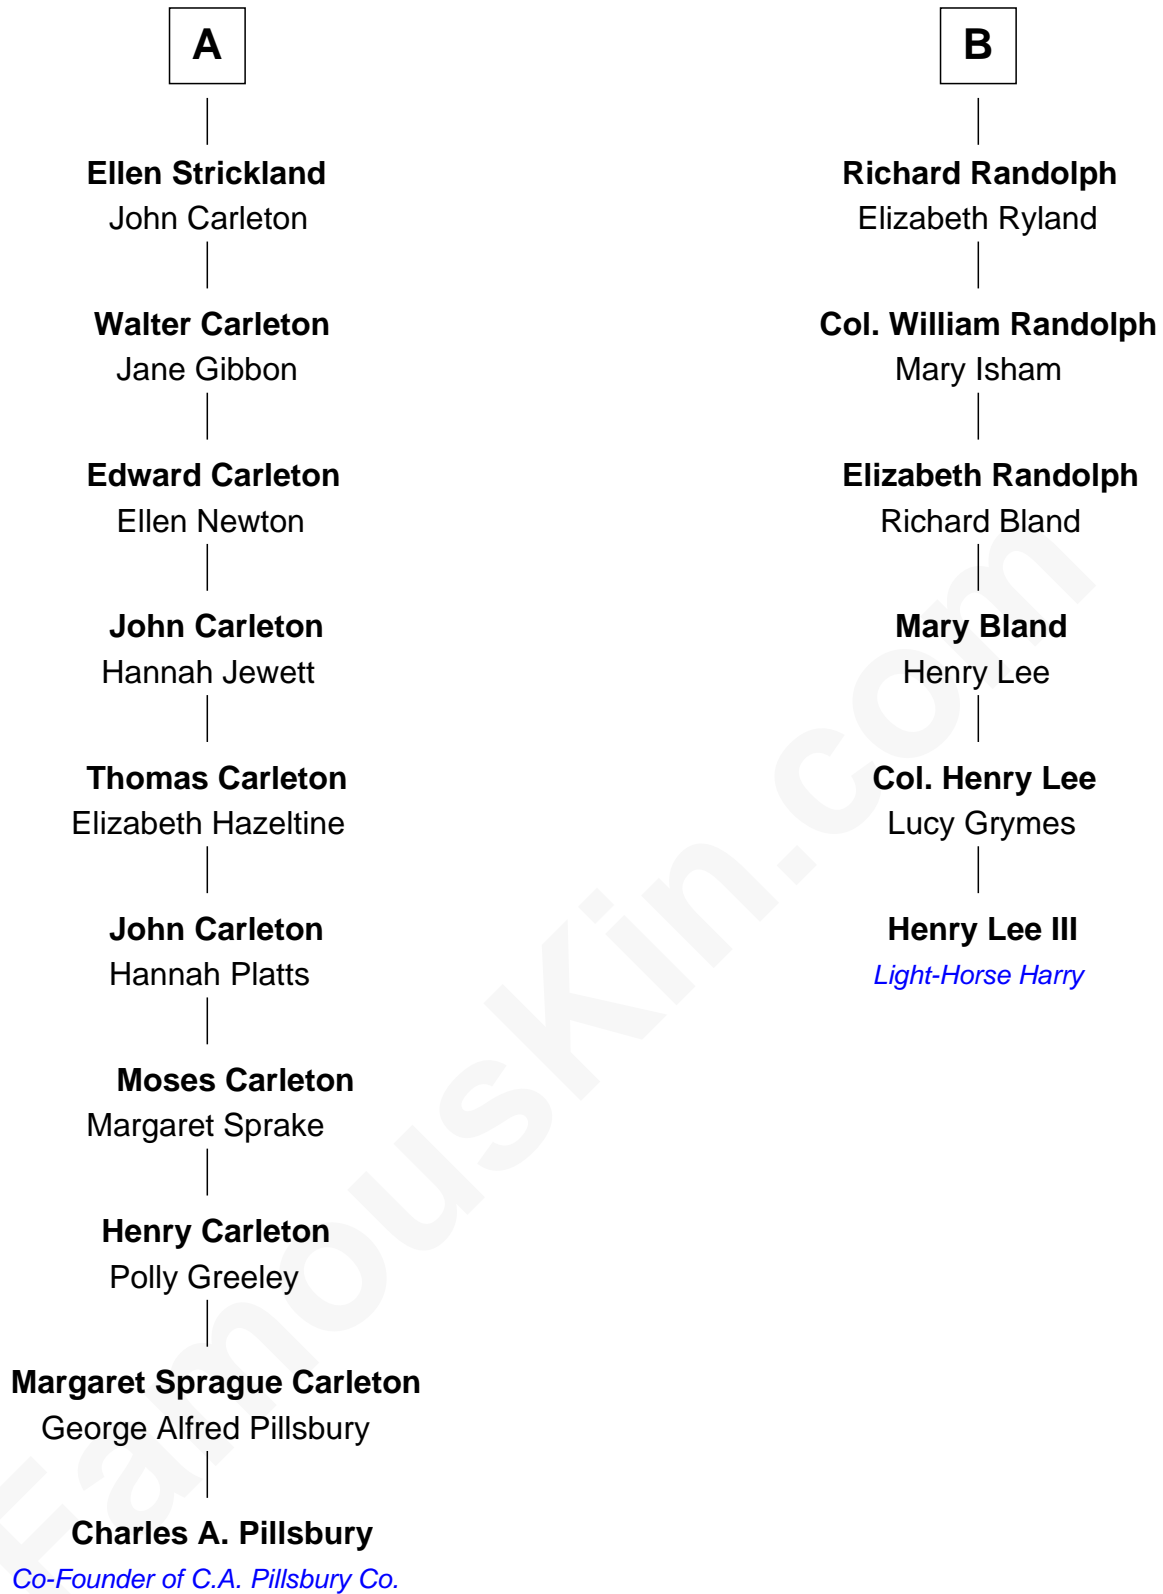 A
Ellen Strickland
John Carleton
Walter Carleton
Jane Gibbon
Edward Carleton
Ellen Newton
John Carleton
Hannah Jewett
Thomas Carleton
Elizabeth Hazeltine
John Carleton
Hannah Platts
Moses Carleton
Margaret Sprake
Henry Carleton
Polly Greeley
Margaret Sprague Carleton
George Alfred Pillsbury
Charles A. Pillsbury
Co-Founder of C.A. Pillsbury Co.
B
Richard Randolph
Elizabeth Ryland
Col. William Randolph
Mary Isham
Elizabeth Randolph
Richard Bland
Mary Bland
Henry Lee
Col. Henry Lee
Lucy Grymes
Henry Lee III
Light-Horse Harry
FamousKin.com